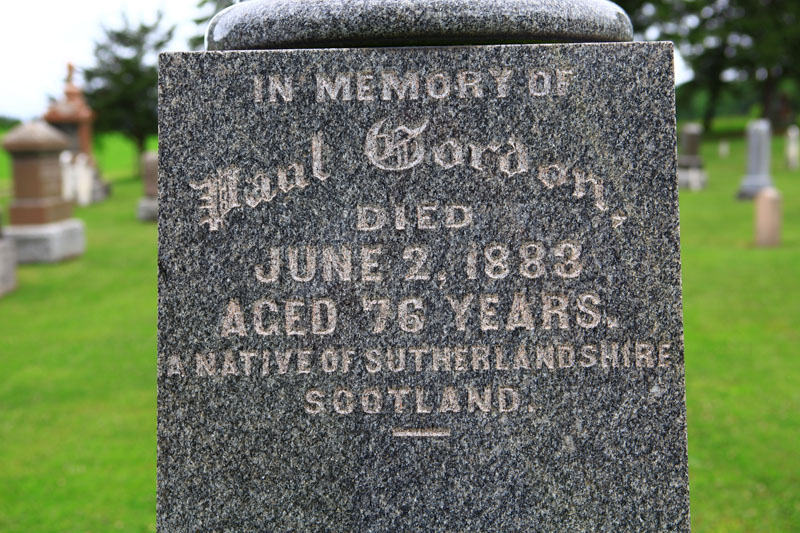 IN MEMORY OF
Paul Gordon,
DIED
JUNE 2, 1883
AGED 76 YEARS.
A NATIVE OF SUTHERLANDSHIRE
SCOTLAND.